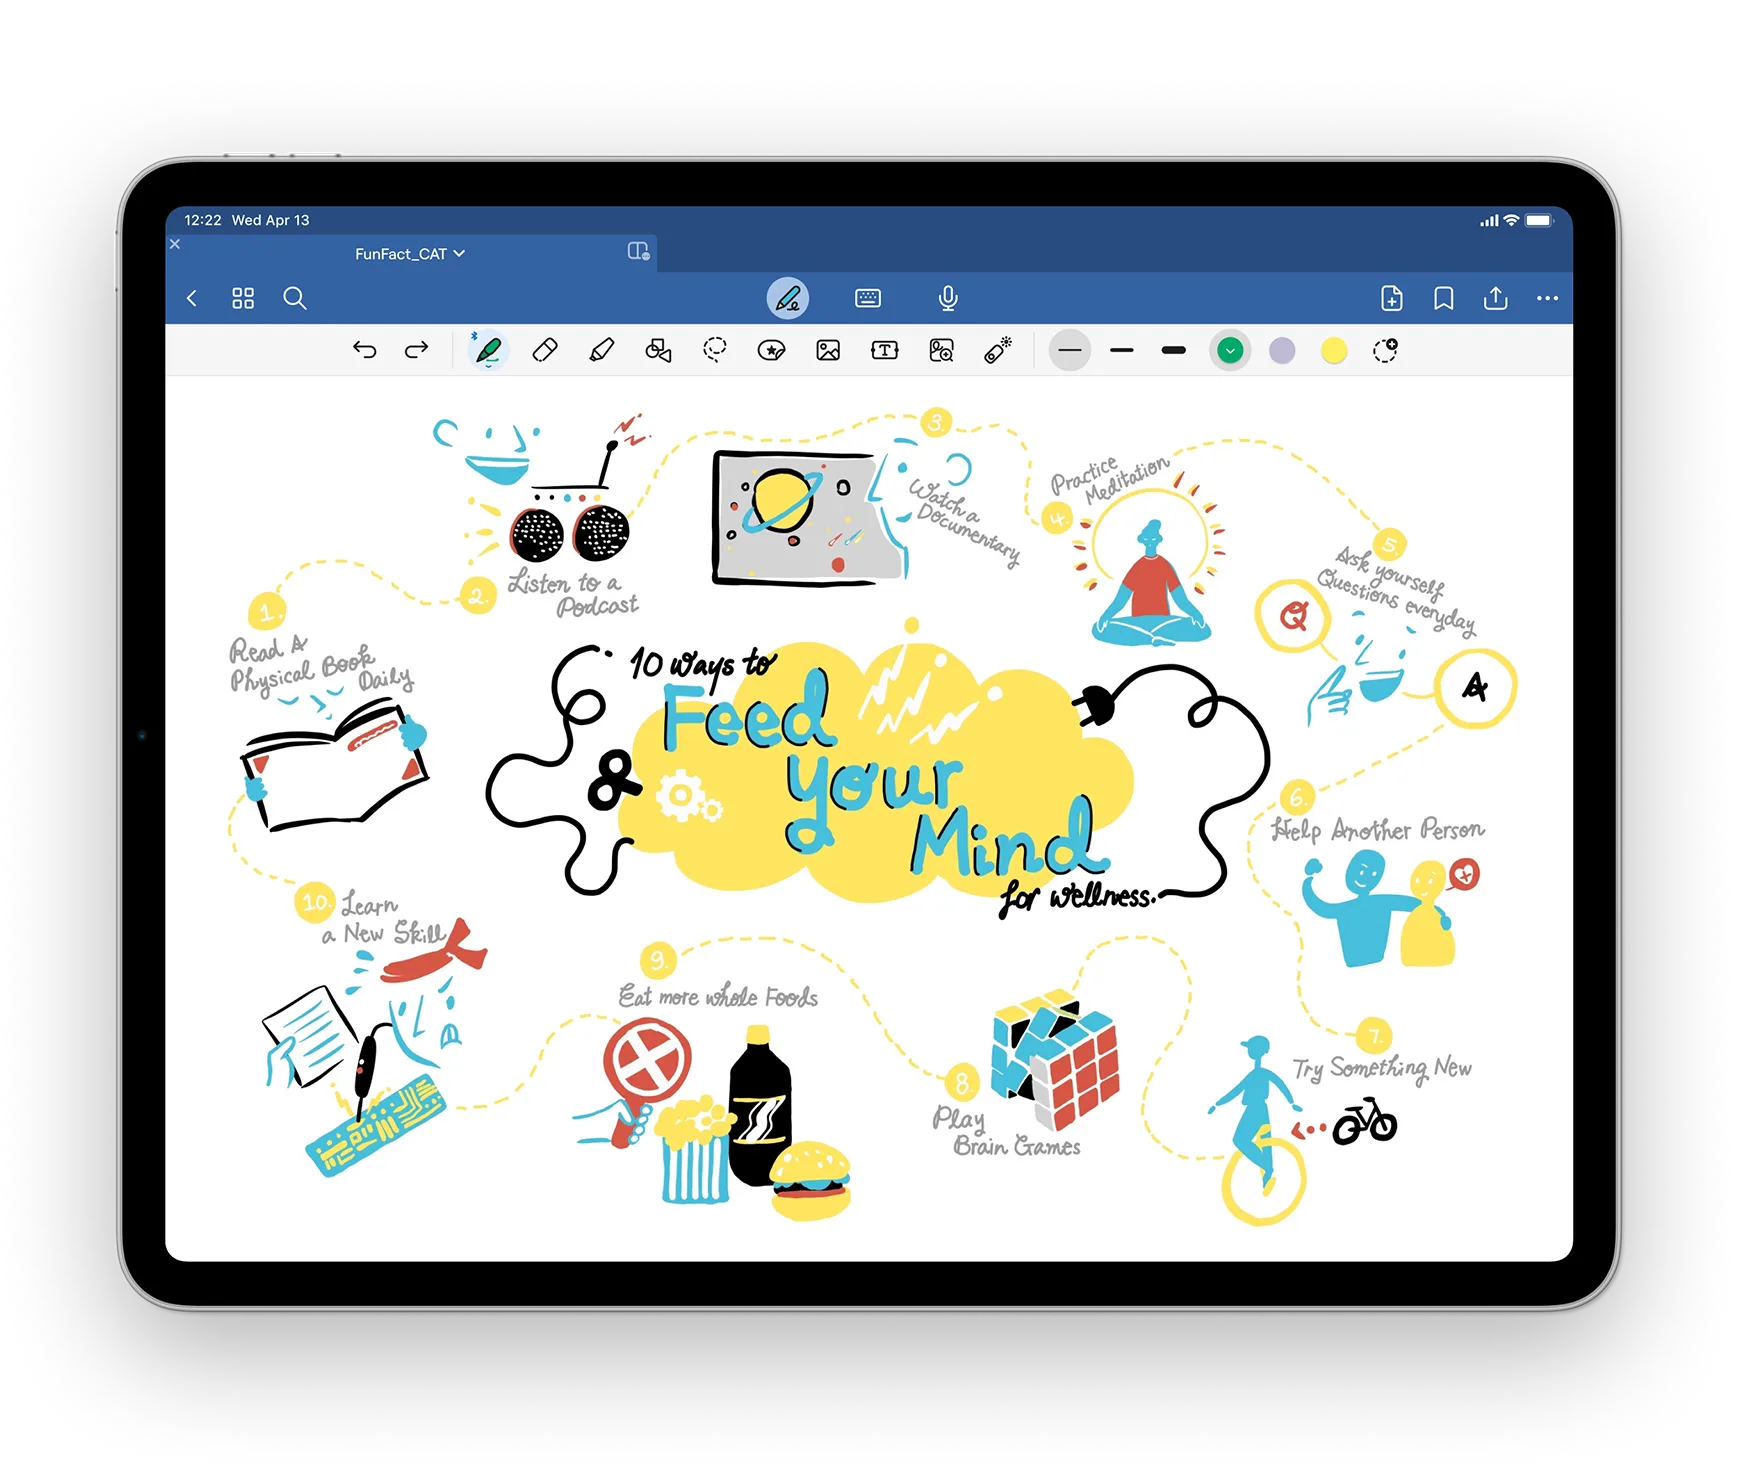 12:22 Wed Apr 13
FunFact_CAT
T
1.
Read A
Physical Book
Daily
2.
Listen to a
Podcast
3.
Watch a
Documentary
4.
Practice
Meditation
5.
Ask yourself
Questions everyday
Q
A
10 ways to
Feed
your
Mind
for wellness.
6.
Help Another Person
7.
Try Something New
8.
Play
Brain Games
9.
Eat more whole Foods
10.
Learn
a New Skill